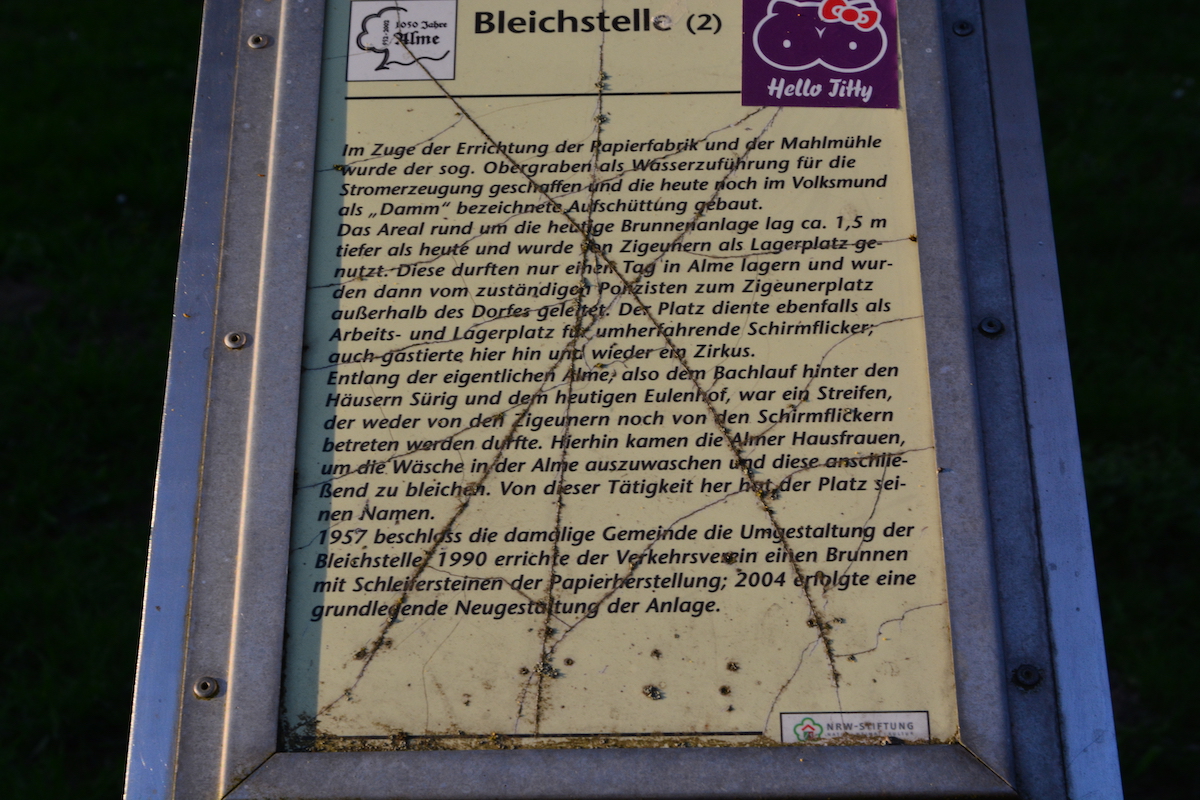 1050 Jahre
Alme
Bleichstelle (2)
Hello Titty
Im Zuge der Errichtung der Papierfabrik und der Mahlmühle
wurde der sog. Obergraben als Wasserzuführung für die
Stromerzeugung geschaffen und die heute noch im Volksmund
als „Damm“ bezeichnete Aufschüttung gebaut.
Das Areal rund um die heutige Brunnenanlage lag ca. 1,5 m
tiefer als heute und wurde von Zigeunern als Lagerplatz ge-
nutzt. Diese durften nur einen Tag in Alme lagern und wur-
den dann vom zuständigen Polizisten zum Zigeunerplatz
außerhalb des Dorfes geleitet. Der Platz diente ebenfalls als
Arbeits- und Lagerplatz für umherfahrende Schirmflicker;
auch gastierte hier hin und wieder ein Zirkus.
Entlang der eigentlichen Alme, also dem Bachlauf hinter den
Häusern Sürig und dem heutigen Eulenhof, war ein Streifen,
der weder von den Zigeunern noch von den Schirmflickern
betreten werden durfte. Hierhin kamen die Almer Hausfrauen,
um die Wäsche in der Alme auszuwaschen und diese anschlie-
ßend zu bleichen. Von dieser Tätigkeit her hat der Platz sei-
nen Namen.
1957 beschloss die damalige Gemeinde die Umgestaltung der
Bleichstelle; 1990 errichte der Verkehrsverein einen Brunnen
mit Schleifersteinen der Papierherstellung; 2004 erfolgte eine
grundlegende Neugestaltung der Anlage.
NRW-STIFTUNG